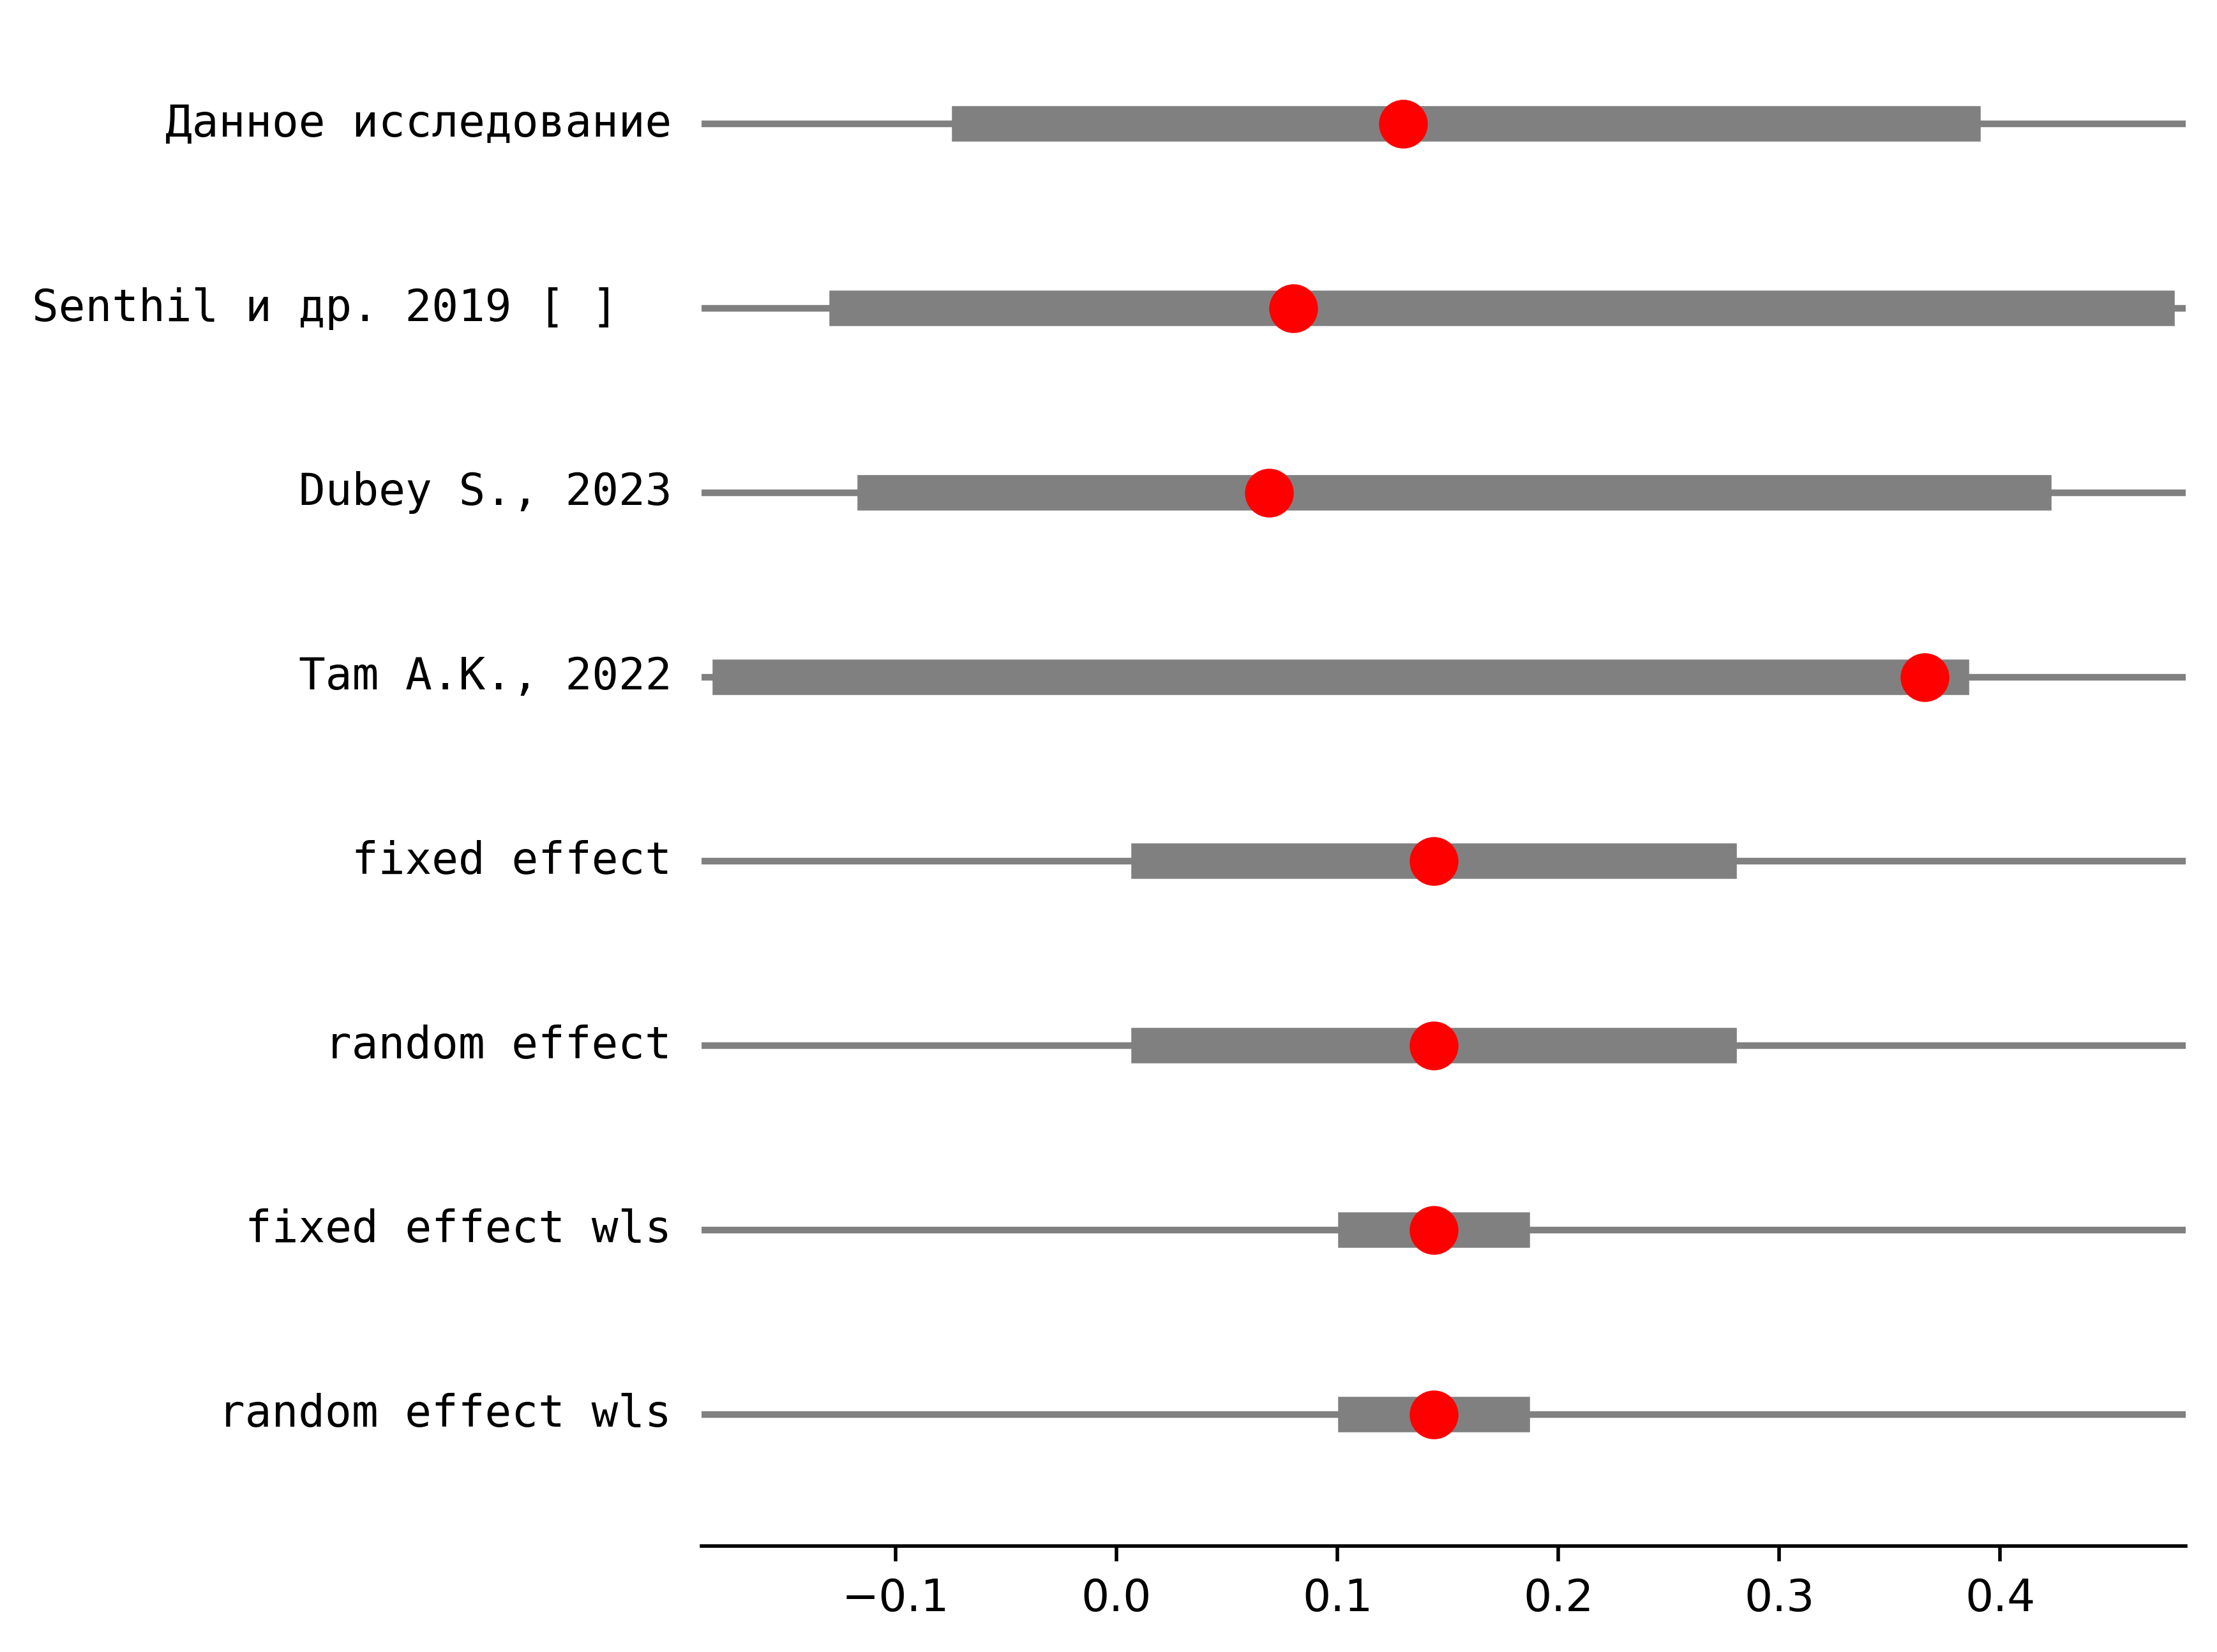 Данное исследование
Senthil и др. 2019 [ ]
Dubey S., 2023
Tam A.K., 2022
fixed effect
random effect
fixed effect wls
random effect wls
−0.1 0.0 0.1 0.2 0.3 0.4